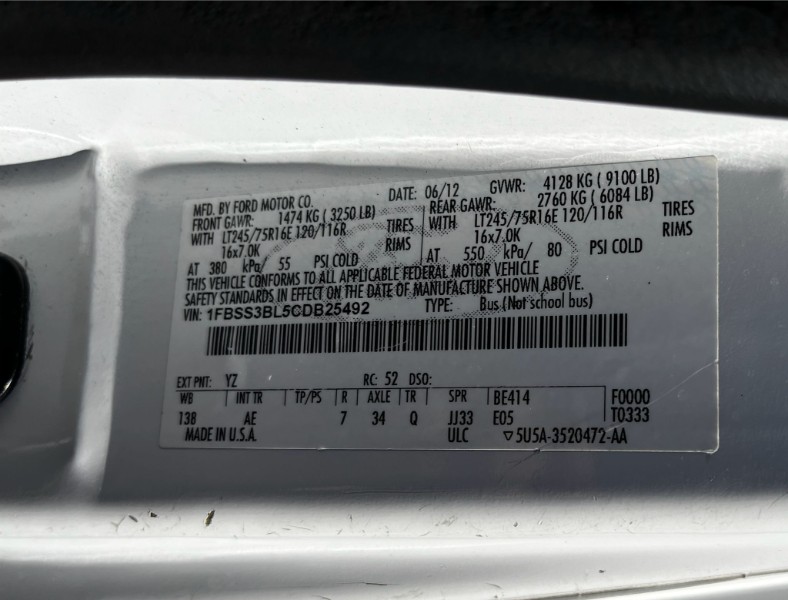 MFD. BY FORD MOTOR CO. DATE: 06/12 GVWR: 4128 KG ( 9100 LB)
FRONT GAWR: 1474 KG ( 3250 LB) REAR GAWR: 2760 KG ( 6084 LB)
WITH LT245/75R16E 120/116R TIRES WITH LT245/75R16E 120/116R TIRES
16x7.0K RIMS 16x7.0K RIMS
AT 380 kPa/ 55 PSI COLD AT 550 kPa/ 80 PSI COLD
THIS VEHICLE CONFORMS TO ALL APPLICABLE FEDERAL MOTOR VEHICLE
SAFETY STANDARDS IN EFFECT ON THE DATE OF MANUFACTURE SHOWN ABOVE.
VIN: 1FBSS3BL5CDB25492 TYPE: Bus (Not school bus)
EXT PNT: YZ RC: 52 DSO:
WB INT TR TP/PS R AXLE TR SPR BE414 F0000
138 AE 7 34 Q JJ33 E05 T0333
MADE IN U.S.A. ULC ▽5U5A-3520472-AA